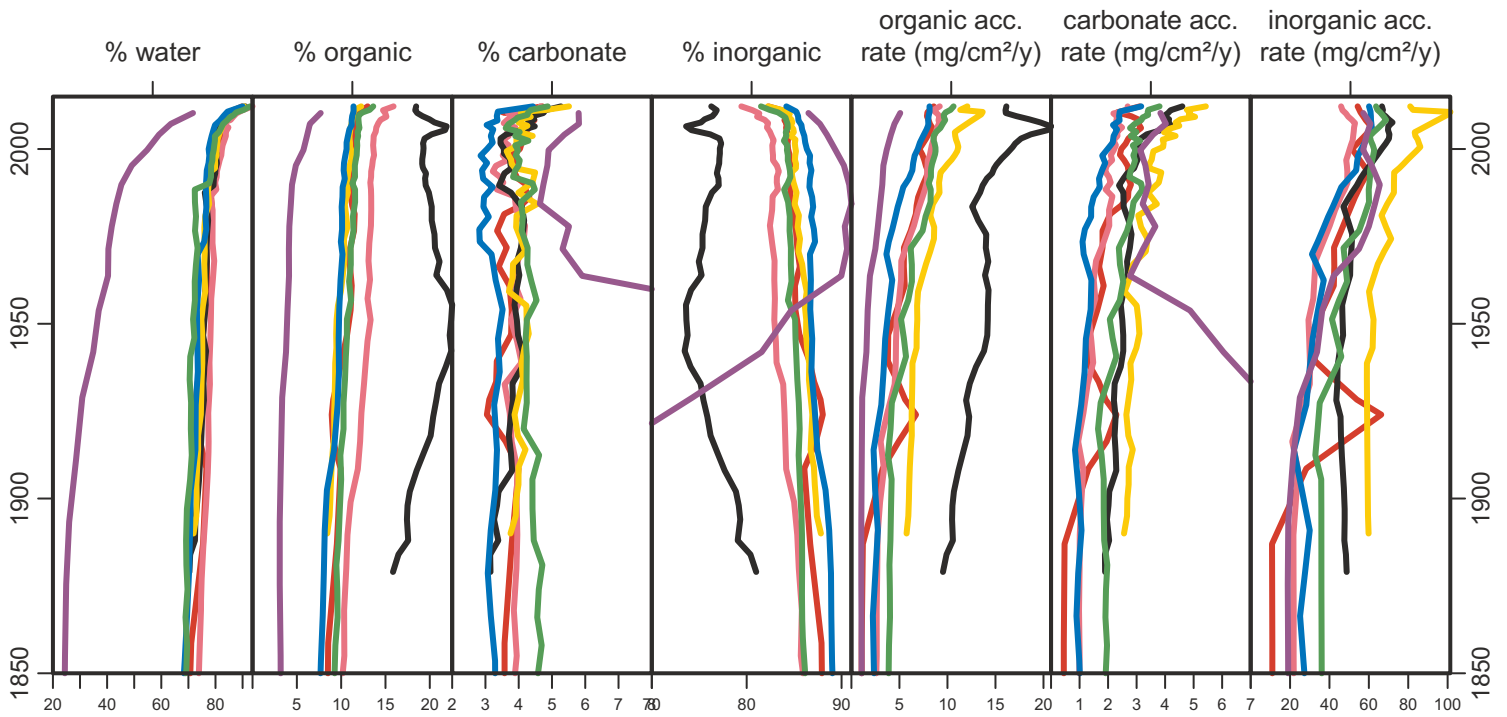 organic acc. carbonate acc. inorganic acc.
% water % organic % carbonate % inorganic rate (mg/cm²/y) rate (mg/cm²/y) rate (mg/cm²/y)
2000 2000
1950 1950
1900 1900
1850 1850
20 40 60 80 5 10 15 20 2 3 4 5 6 7 8 70 80 90 5 10 15 20 1 2 3 4 5 6 7 20 40 60 80 100